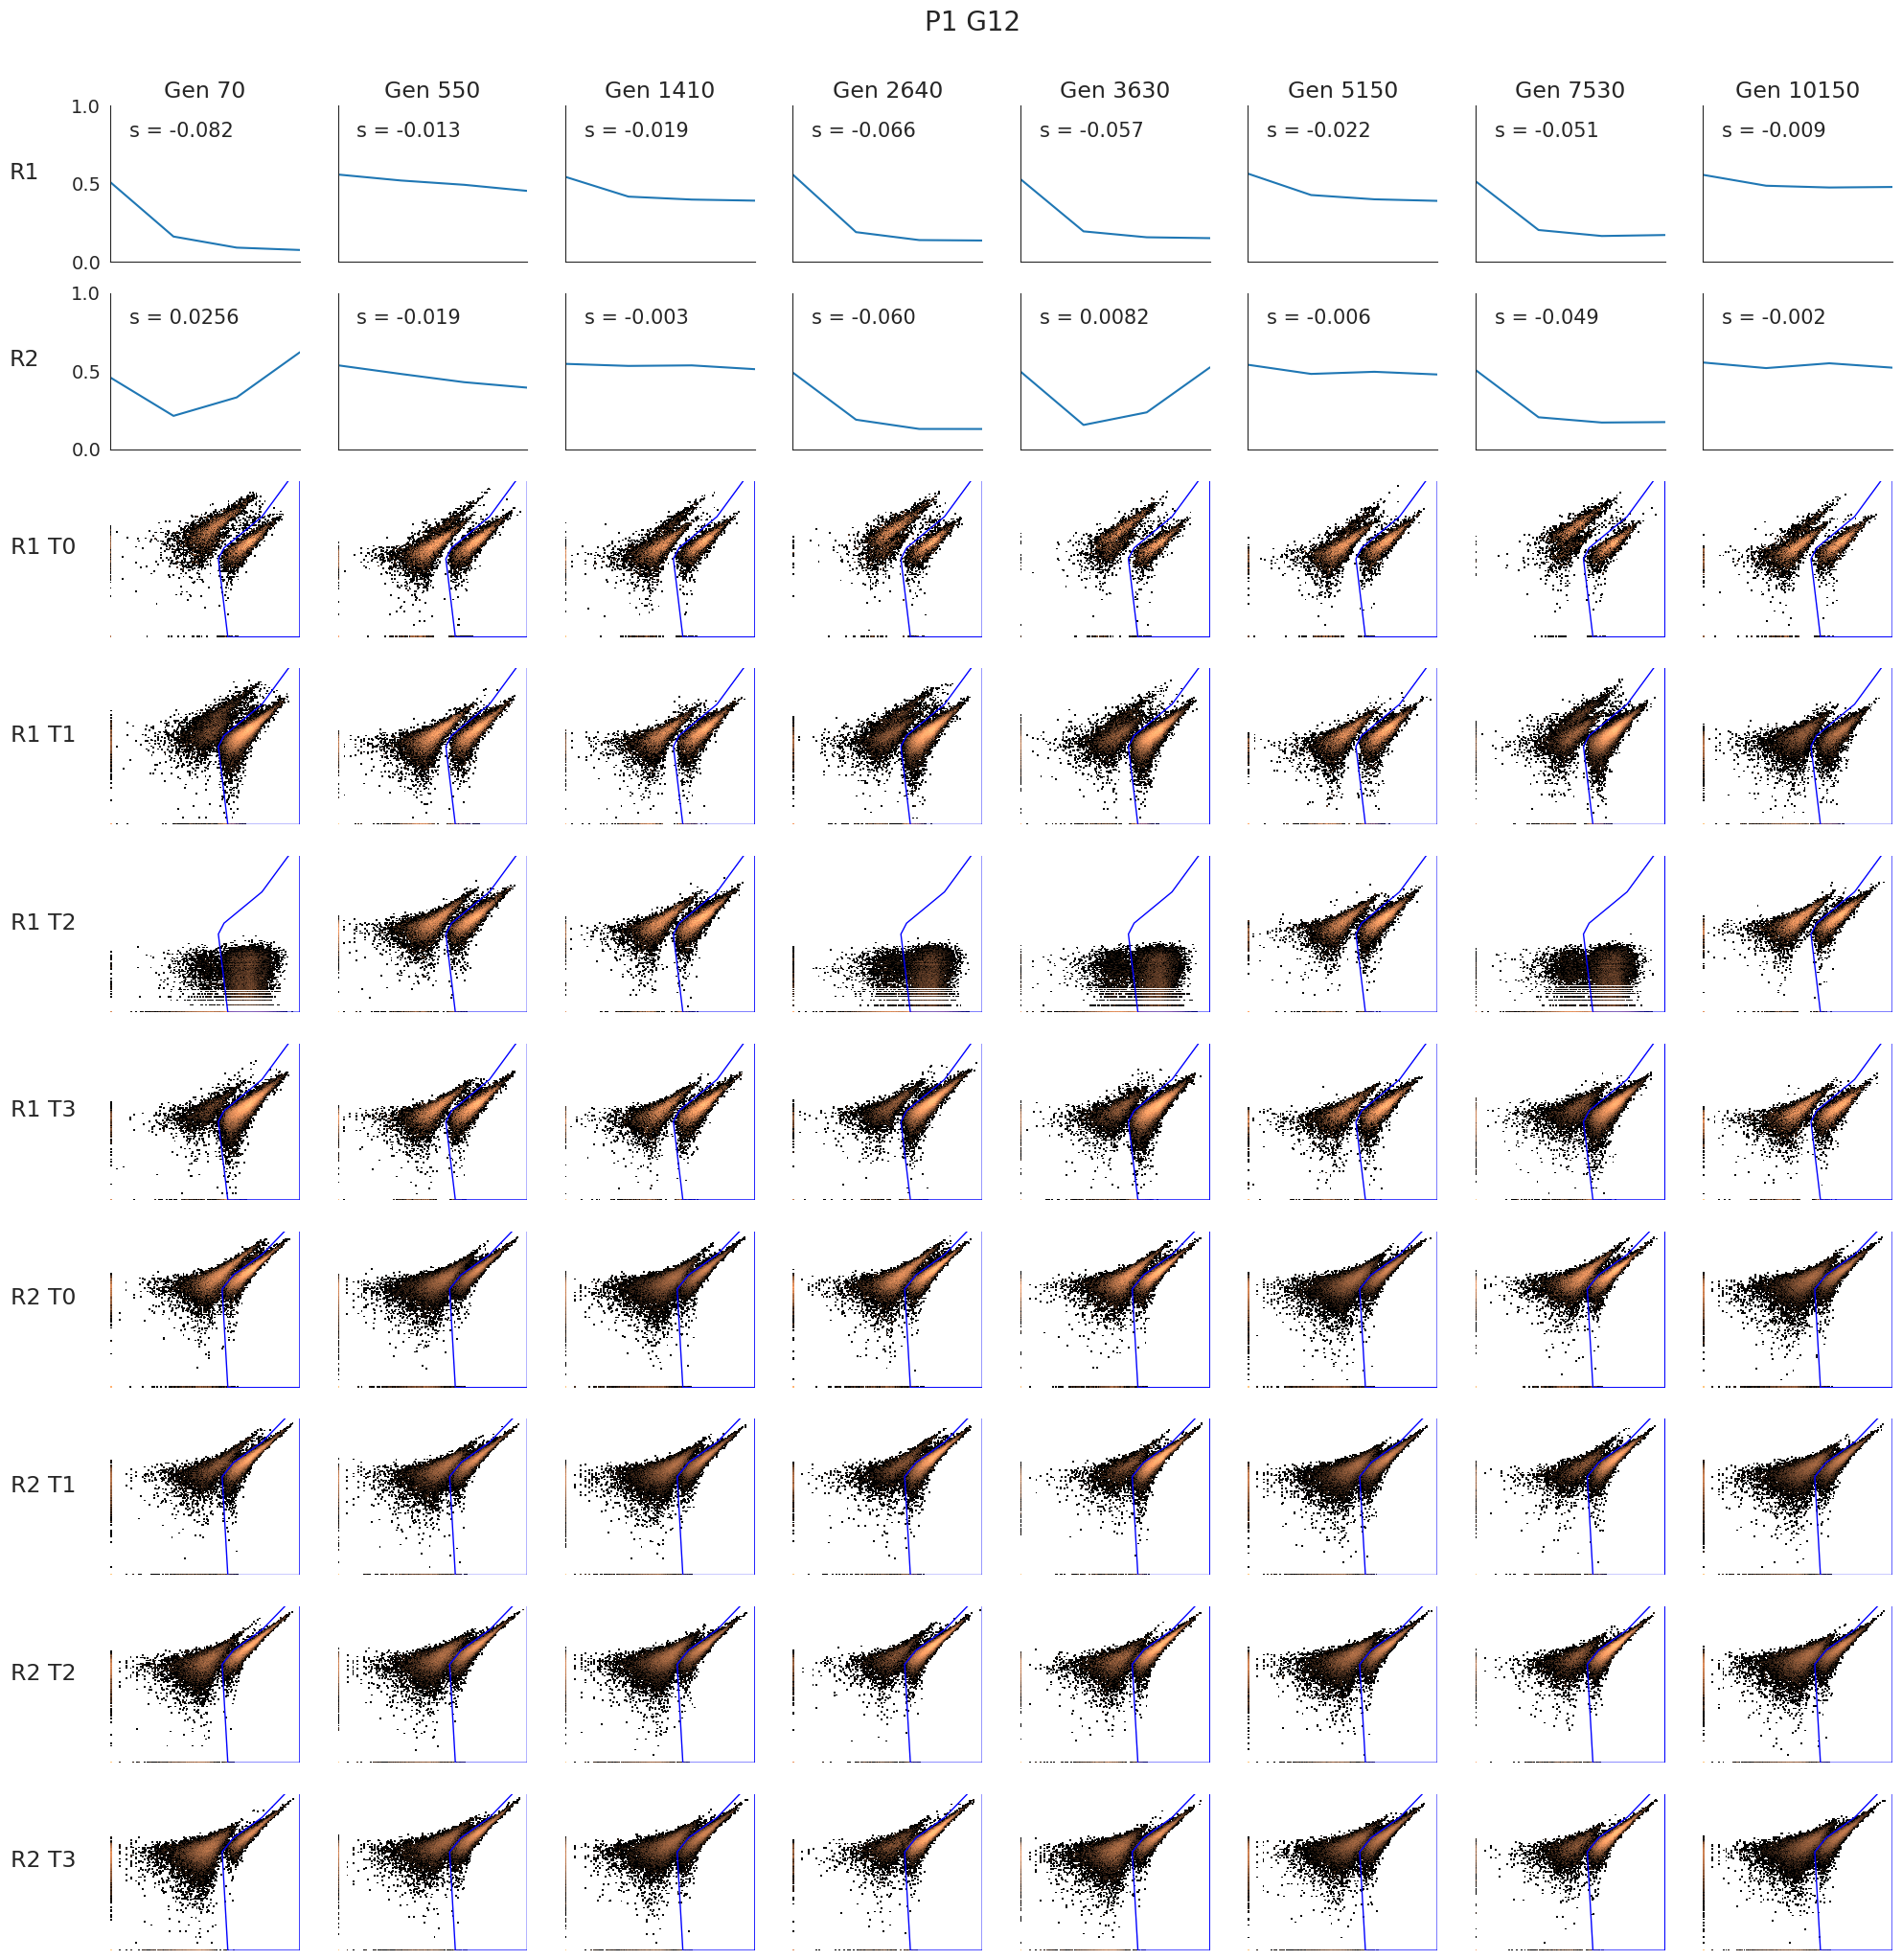 P1 G12
Gen 70 Gen 550 Gen 1410 Gen 2640 Gen 3630 Gen 5150 Gen 7530 Gen 10150
1.0
s = -0.082 s = -0.013 s = -0.019 s = -0.066 s = -0.057 s = -0.022 s = -0.051 s = -0.009
R1
0.5
0.0
1.0
s = 0.0256 s = -0.019 s = -0.003 s = -0.060 s = 0.0082 s = -0.006 s = -0.049 s = -0.002
R2
0.5
0.0
R1 T0
R1 T1
R1 T2
R1 T3
R2 T0
R2 T1
R2 T2
R2 T3